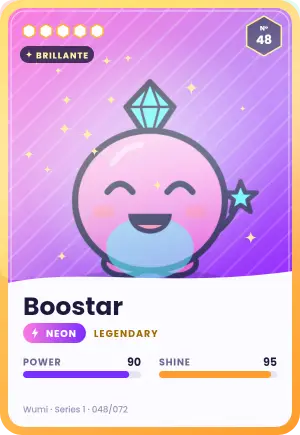 Nº
48
BRILLANTE
Boostar
NEON LEGENDARY
POWER 90 SHINE 95
Wumi · Series 1 · 048/072